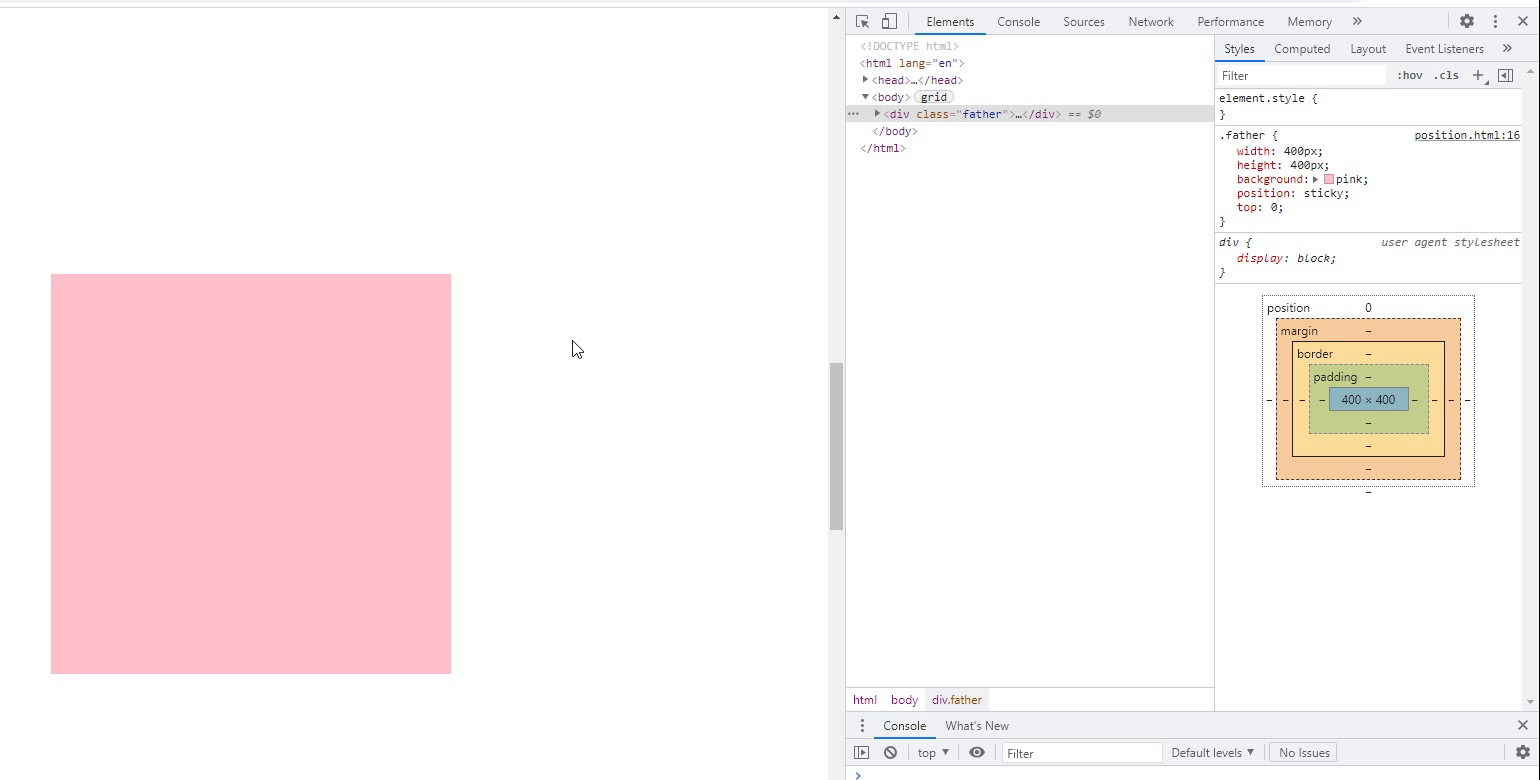 Elements Console Sources Network Performance Memory »
<!DOCTYPE html>
<html lang="en">
<head>…</head>
<body> grid
<div class="father">…</div> == $0
</body>
</html>
html body div.father
Styles Computed Layout Event Listeners »
Filter :hov .cls +
element.style {
}
.father { position.html:16
width: 400px;
height: 400px;
background: pink;
position: sticky;
top: 0;
}
div { user agent stylesheet
display: block;
}
position 0
margin –
border –
padding –
– – – – 400 × 400 – – – –
–
–
–
–
Console What's New
top Filter Default levels No Issues